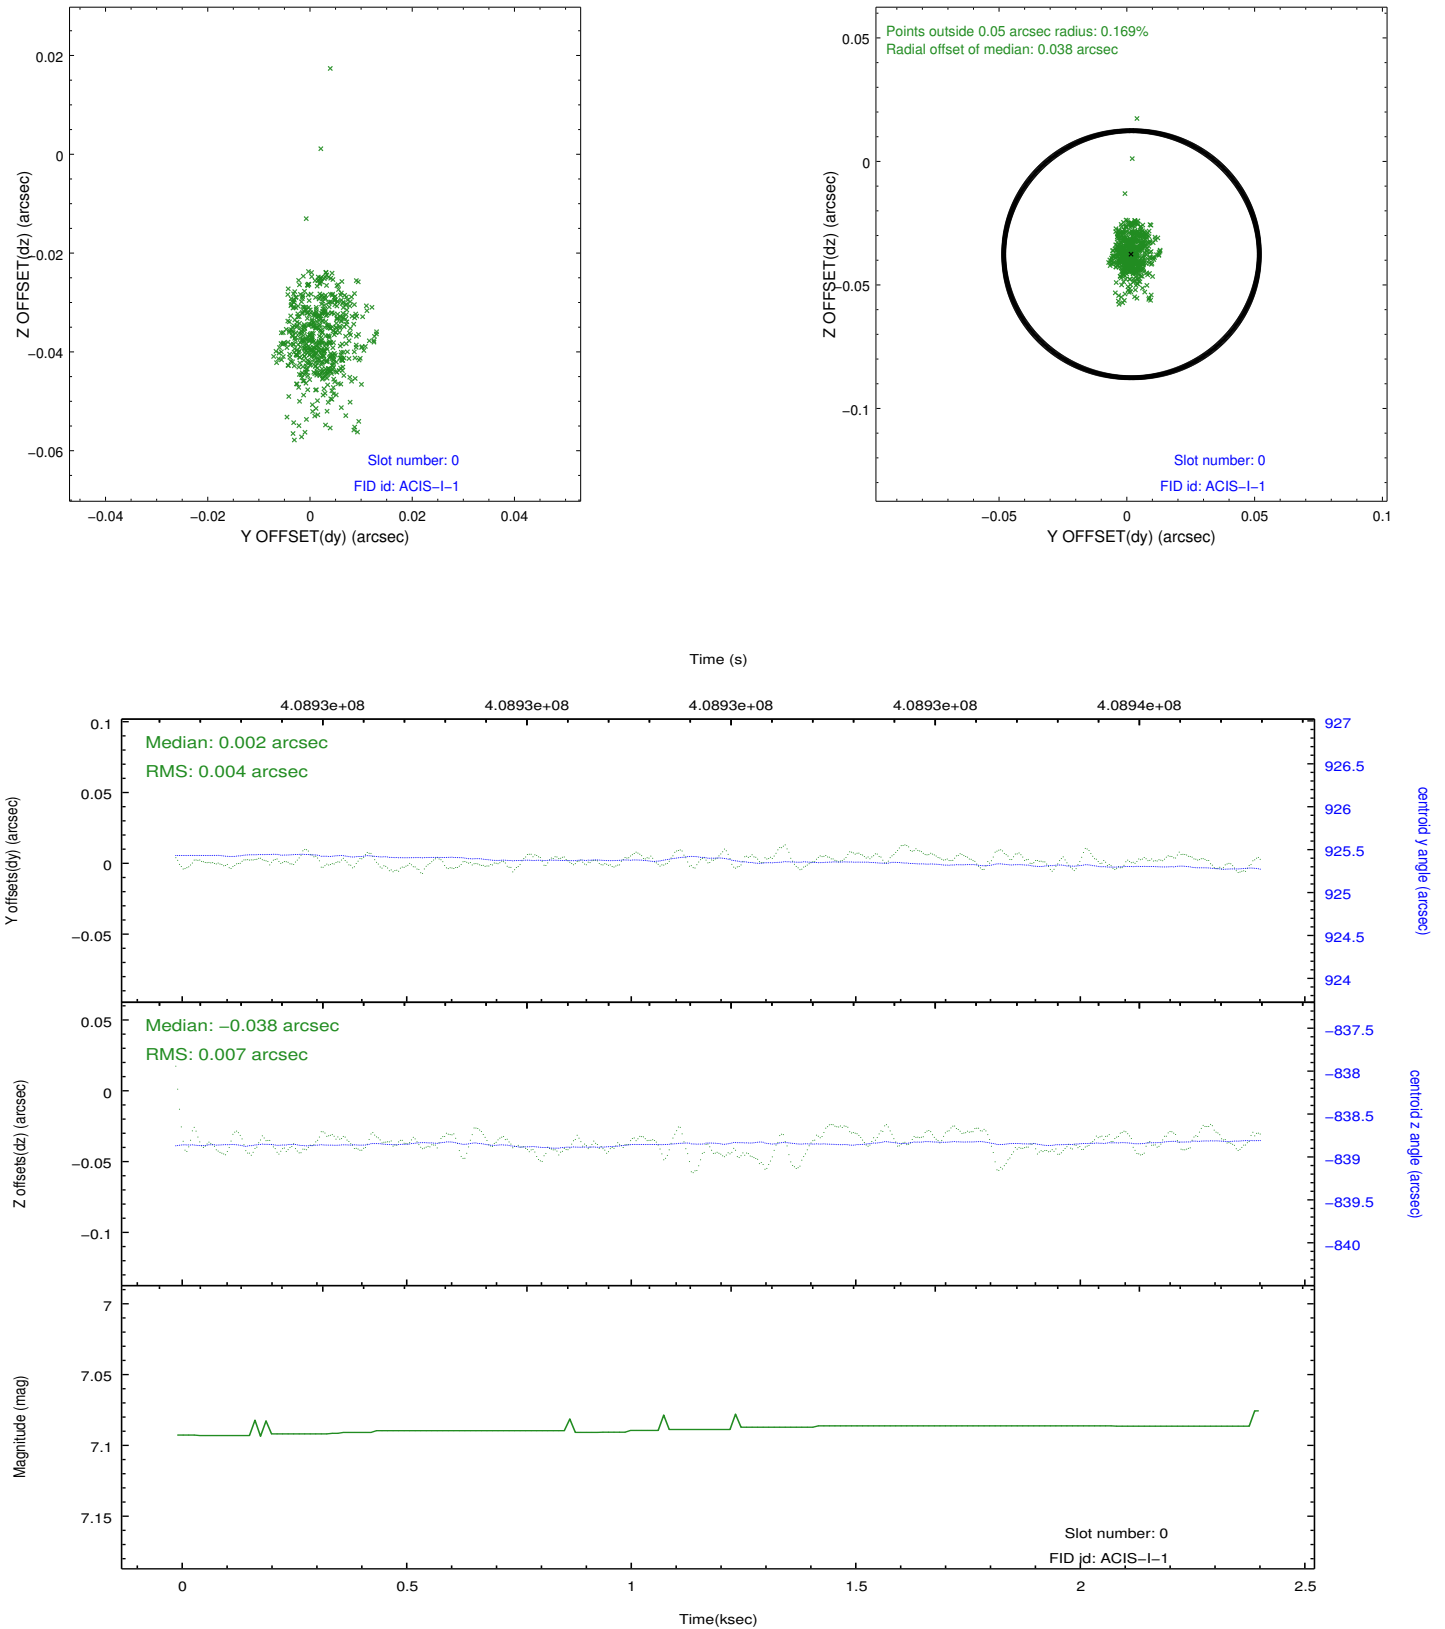 0.02
0
−0.02
−0.04
−0.06
Z OFFSET(dz) (arcsec)
Slot number: 0
FID id: ACIS−I−1
−0.04
−0.02
0
0.02
0.04
Y OFFSET(dy) (arcsec)
Points outside 0.05 arcsec radius: 0.169%
Radial offset of median: 0.038 arcsec
0.05
0
−0.05
−0.1
Z OFFSET(dz) (arcsec)
Slot number: 0
FID id: ACIS−I−1
−0.05
0
0.05
0.1
Y OFFSET(dy) (arcsec)
Time (s)
4.0893e+08
4.0893e+08
4.0893e+08
4.0893e+08
4.0894e+08
Median: 0.002 arcsec
RMS: 0.004 arcsec
0.1
0.05
0
−0.05
Y offsets(dy) (arcsec)
927
926.5
926
925.5
925
924.5
924
centroid y angle (arcsec)
Median: −0.038 arcsec
RMS: 0.007 arcsec
0.05
0
−0.05
−0.1
Z offsets(dz) (arcsec)
−837.5
−838
−838.5
−839
−839.5
−840
centroid z angle (arcsec)
7
7.05
7.1
7.15
Magnitude (mag)
Slot number: 0
FID id: ACIS−I−1
0
0.5
1
1.5
2
2.5
Time(ksec)